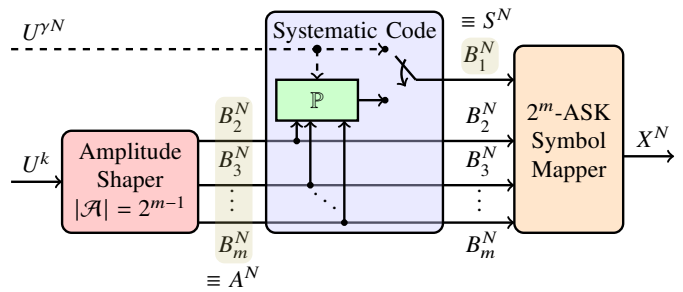 U^{γN}
Systematic Code
≡ S^N
B_1^N
ℙ
B_2^N
B_2^N
2^m-ASK
Symbol
Mapper
X^N
U^k
Amplitude
Shaper
|𝒜| = 2^{m−1}
B_3^N
B_3^N
⋮
⋱
⋮
B_m^N
B_m^N
≡ A^N